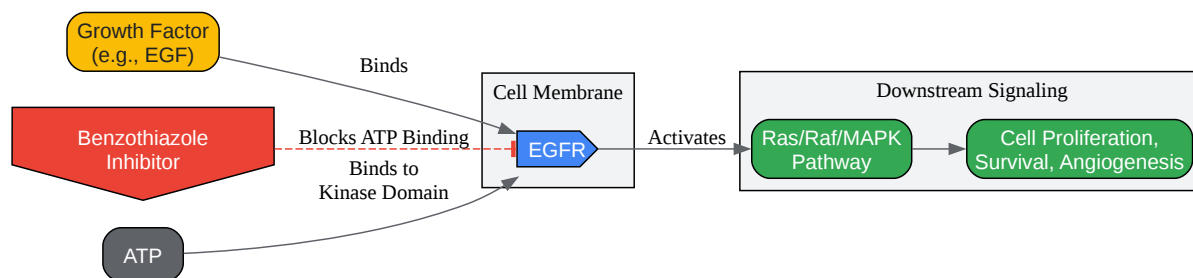 Growth Factor
(e.g., EGF)
Binds
Benzothiazole
Inhibitor
Blocks ATP Binding
Binds to
Kinase Domain
ATP
Cell Membrane
EGFR
Activates
Downstream Signaling
Ras/Raf/MAPK
Pathway
Cell Proliferation,
Survival, Angiogenesis